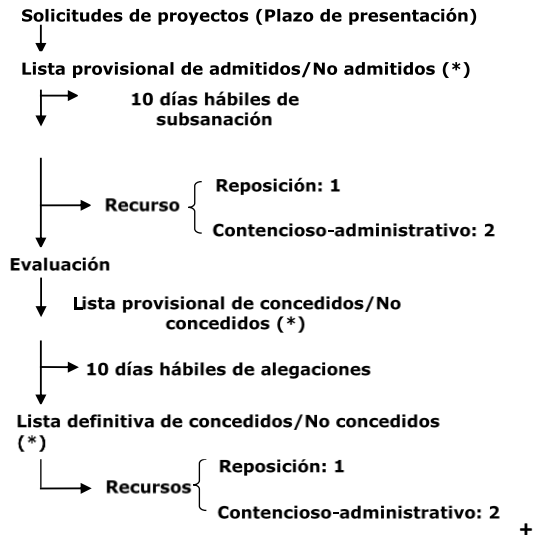 Solicitudes de proyectos (Plazo de presentación)
Lista provisional de admitidos/No admitidos (*)
10 días hábiles de
subsanación
Reposición: 1
Recurso
Contencioso-administrativo: 2
Evaluación
Lista provisional de concedidos/No
concedidos (*)
10 días hábiles de alegaciones
Lista definitiva de concedidos/No concedidos
(*)
Reposición: 1
Recursos
Contencioso-administrativo: 2
+